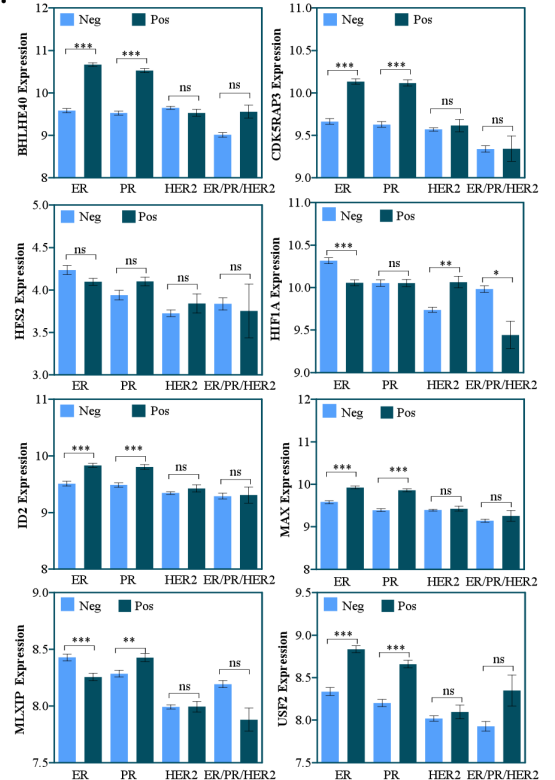 Neg Pos
BHLHE40 Expression
12
11
10
9
8
*** *** ns ns
ER PR HER2 ER/PR/HER2
Neg Pos
CDK5RAP3 Expression
11.0
10.5
10.0
9.5
9.0
*** *** ns ns
ER PR HER2 ER/PR/HER2
Neg Pos
HES2 Expression
5.0
4.5
4.0
3.5
3.0
ns ns ns ns
ER PR HER2 ER/PR/HER2
Neg Pos
HIF1A Expression
11.0
10.5
10.0
9.5
9.0
*** ns ** *
ER PR HER2 ER/PR/HER2
Neg Pos
ID2 Expression
11
10
9
8
*** *** ns ns
ER PR HER2 ER/PR/HER2
Neg Pos
MAX Expression
12
11
10
9
8
*** *** ns ns
ER PR HER2 ER/PR/HER2
Neg Pos
MLXIP Expression
9.0
8.5
8.0
7.5
*** ** ns ns
ER PR HER2 ER/PR/HER2
Neg Pos
USF2 Expression
9.5
9.0
8.5
8.0
7.5
*** *** ns ns
ER PR HER2 ER/PR/HER2